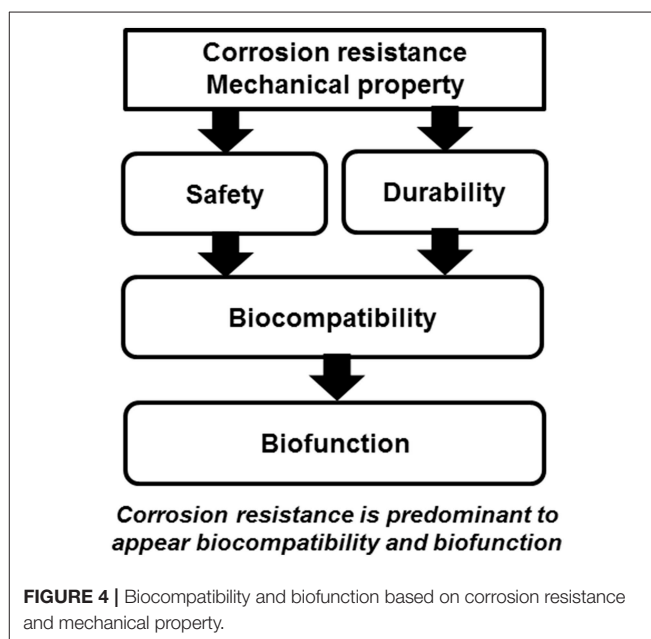 Corrosion resistance
Mechanical property
Safety
Durability
Biocompatibility
Biofunction
Corrosion resistance is predominant to
appear biocompatibility and biofunction
FIGURE 4 | Biocompatibility and biofunction based on corrosion resistance
and mechanical property.